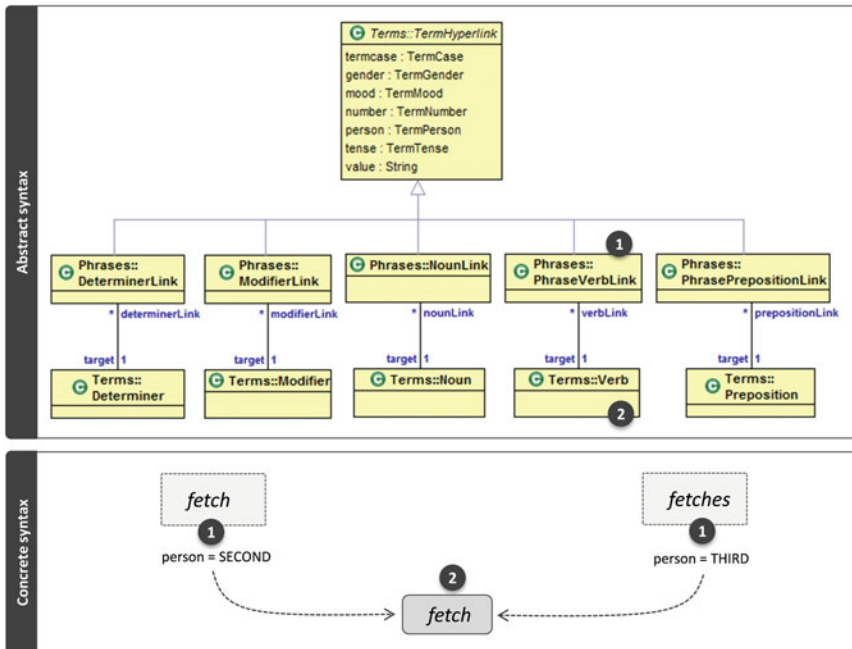 Abstract syntax
C Terms::TermHyperlink
termcase : TermCase
gender : TermGender
mood : TermMood
number : TermNumber
person : TermPerson
tense : TermTense
value : String
1
C Phrases::
DeterminerLink
C Phrases::
ModifierLink
C Phrases::NounLink
C Phrases::
PhraseVerbLink
C Phrases::
PhrasePrepositionLink
* determinerLink
* modifierLink
* nounLink
* verbLink
* prepositionLink
target 1
target 1
target 1
target 1
target 1
C Terms::
Determiner
C Terms::Modifier
C Terms::Noun
C Terms::Verb
C Terms::
Preposition
2
Concrete syntax
fetch
1
person = SECOND
fetches
1
person = THIRD
2
fetch